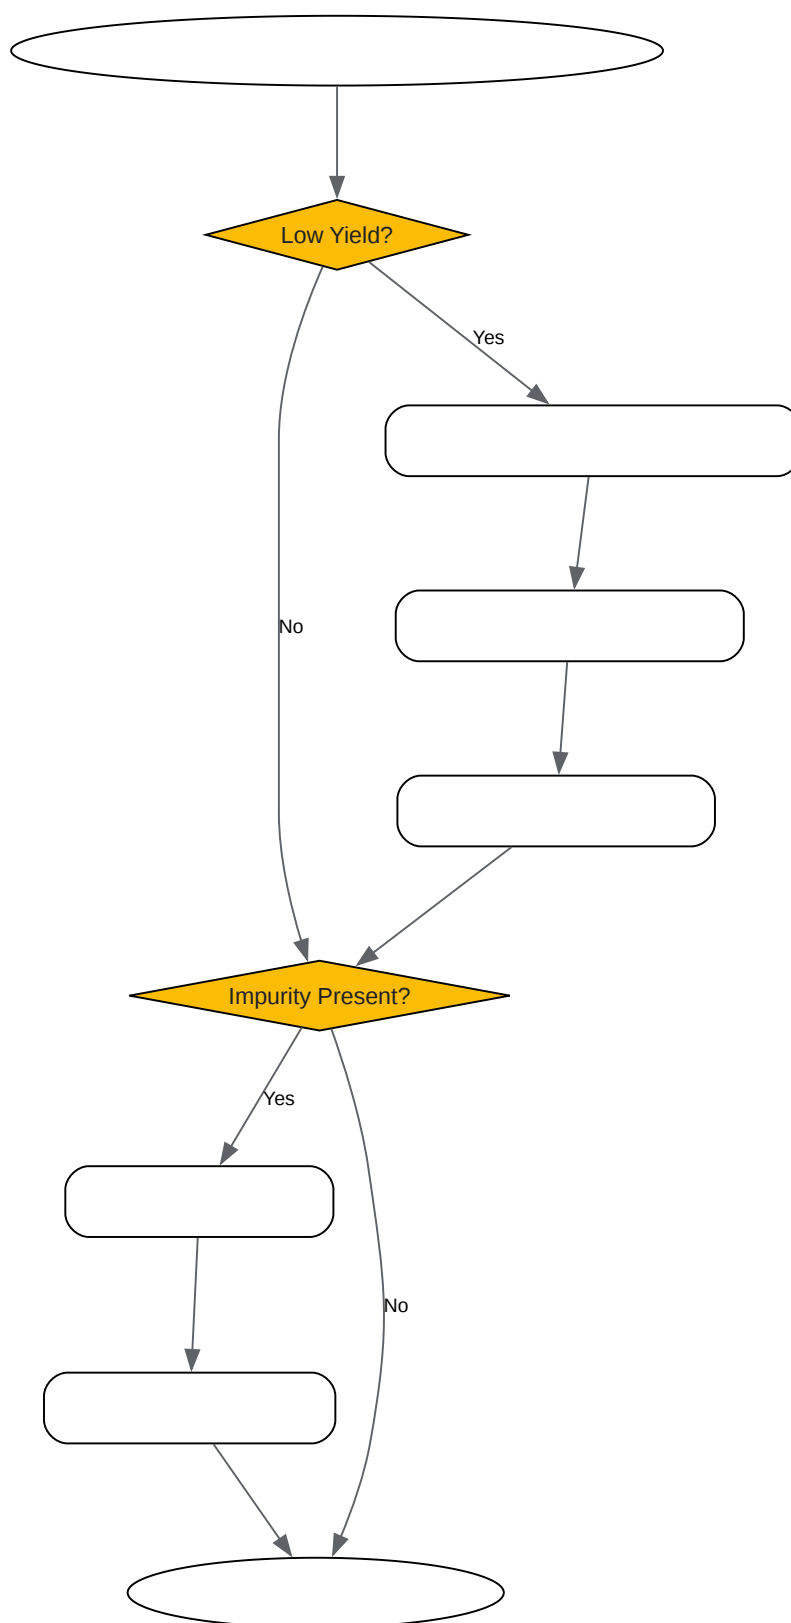 Low Yield?
Yes
No
Impurity Present?
Yes
No